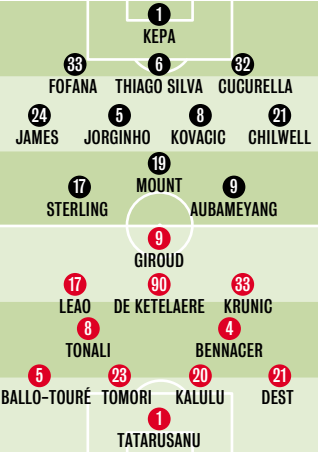 1
KEPA
33 6 32
FOFANA THIAGO SILVA CUCURELLA
24 5 8 21
JAMES JORGINHO KOVACIC CHILWELL
19
MOUNT
17 9
STERLING AUBAMEYANG
9
GIROUD
17 90 33
LEAO DE KETELAERE KRUNIC
8 4
TONALI BENNACER
5 23 20 21
BALLO-TOURÉ TOMORI KALULU DEST
1
TATARUSANU